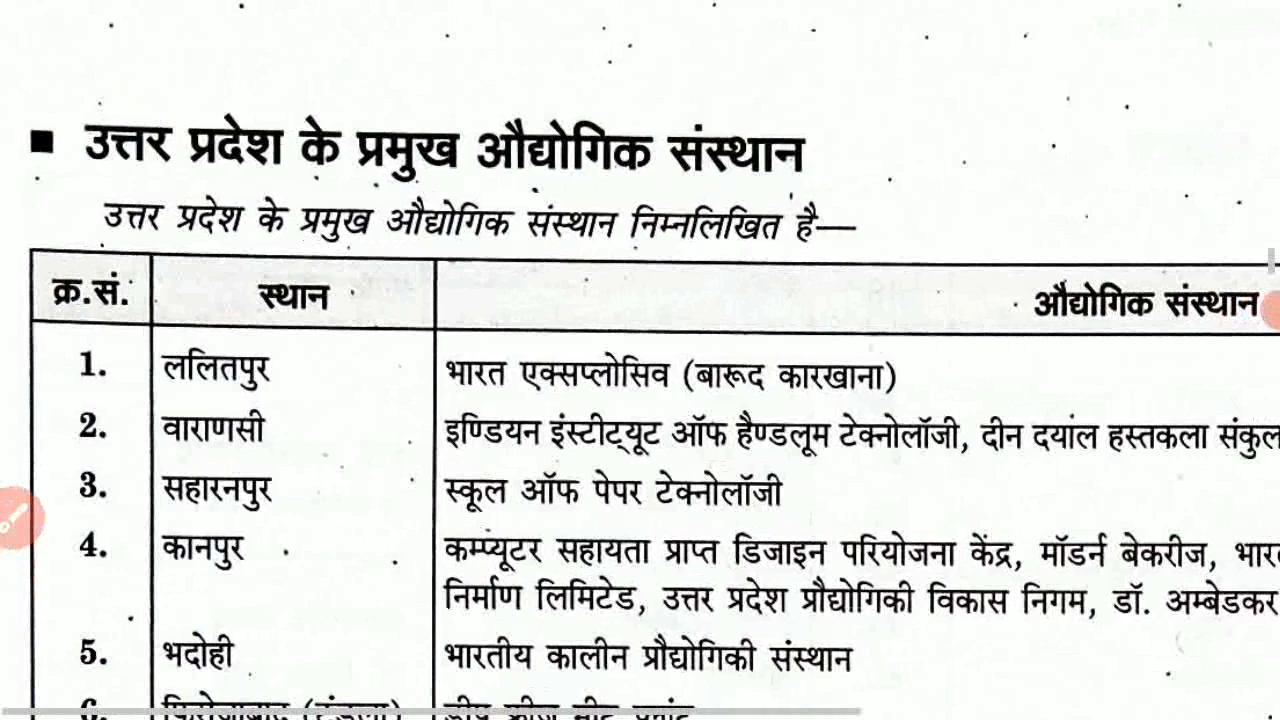 ■ उत्तर प्रदेश के प्रमुख औद्योगिक संस्थान
उत्तर प्रदेश के प्रमुख औद्योगिक संस्थान निम्नलिखित है—
क्र.सं. स्थान औद्योगिक संस्थान
1. ललितपुर भारत एक्सप्लोसिव (बारूद कारखाना)
2. वाराणसी इण्डियन इंस्टीट्यूट ऑफ हैण्डलूम टेक्नोलॉजी, दीन दयाल हस्तकला संकुल
3. सहारनपुर स्कूल ऑफ पेपर टेक्नोलॉजी
4. कानपुर कम्प्यूटर सहायता प्राप्त डिजाइन परियोजना केंद्र, मॉडर्न बेकरीज,
निर्माण लिमिटेड, उत्तर प्रदेश प्रौद्योगिकी विकास निगम, डॉ. अम्बेडकर
5. भदोही भारतीय कालीन प्रौद्योगिकी संस्थान